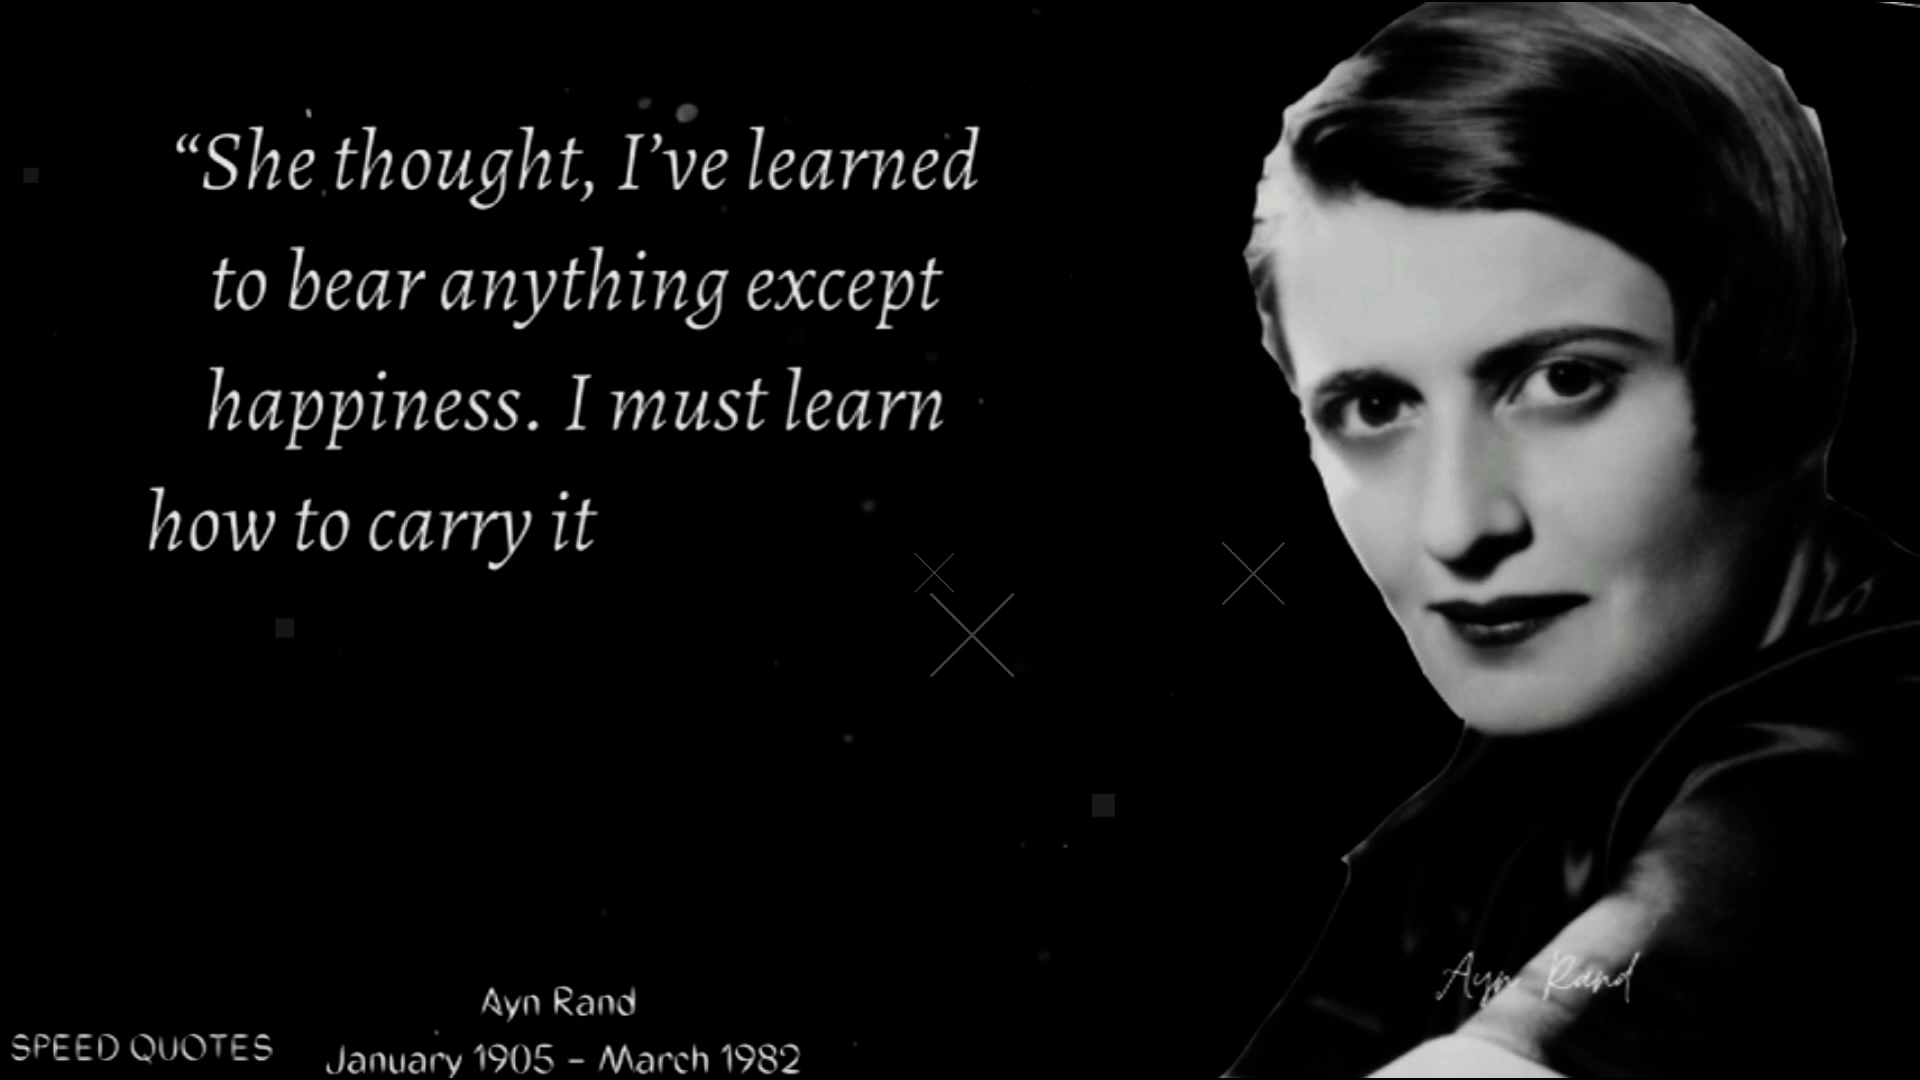 “She thought, I’ve learned
to bear anything except
happiness. I must learn
how to carry it
Ayn Rand
Ayn Rand
SPEED QUOTES
January 1905 – March 1982